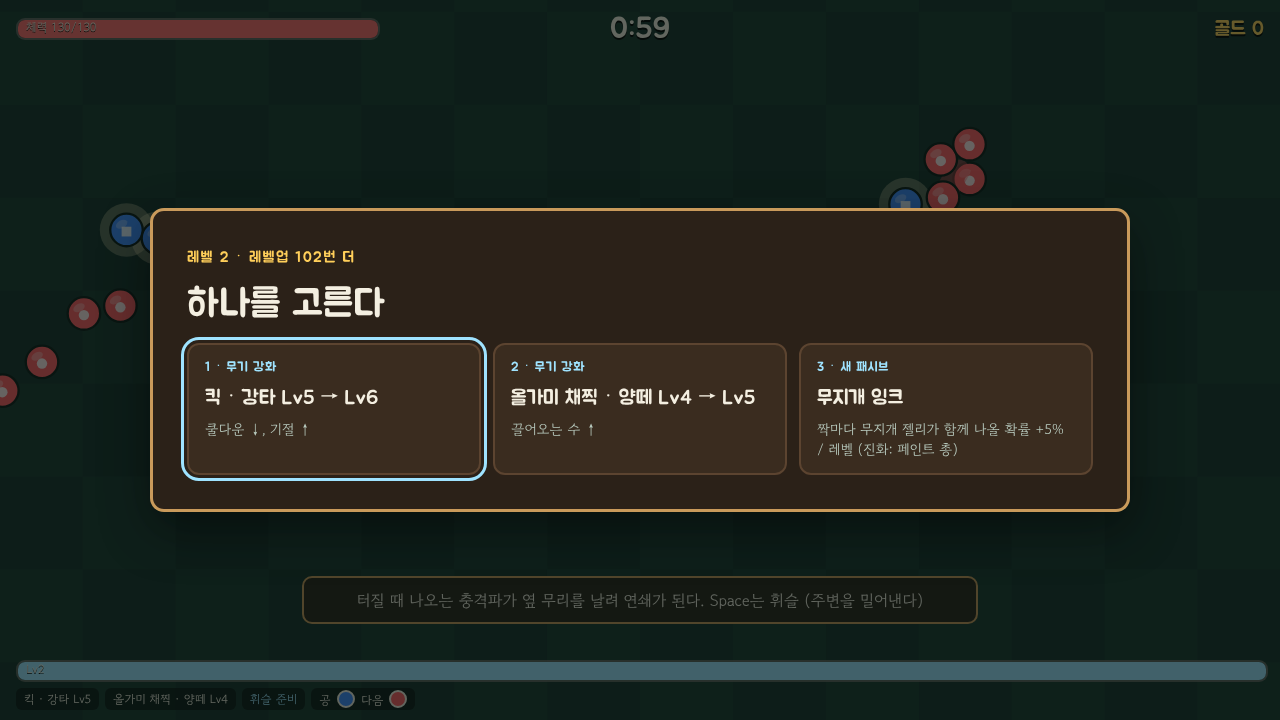 체력 130/130
0:59
골드 0
레벨 2 · 레벨업 102번 더
하나를 고른다
1 · 무기 강화
킥 · 강타 Lv5 → Lv6
쿨다운 ↓, 기절 ↑
2 · 무기 강화
올가미 채찍 · 양떼 Lv4 → Lv5
끌어오는 수 ↑
3 · 새 패시브
무지개 잉크
짝마다 무지개 젤리가 함께 나올 확률 +5%
/ 레벨 (진화: 페인트 총)
터질 때 나오는 충격파가 옆 무리를 날려 연쇄가 된다. Space는 휘슬 (주변을 밀어낸다)
Lv2
킥 · 강타 Lv5
올가미 채찍 · 양떼 Lv4
휘슬 준비
공
다음